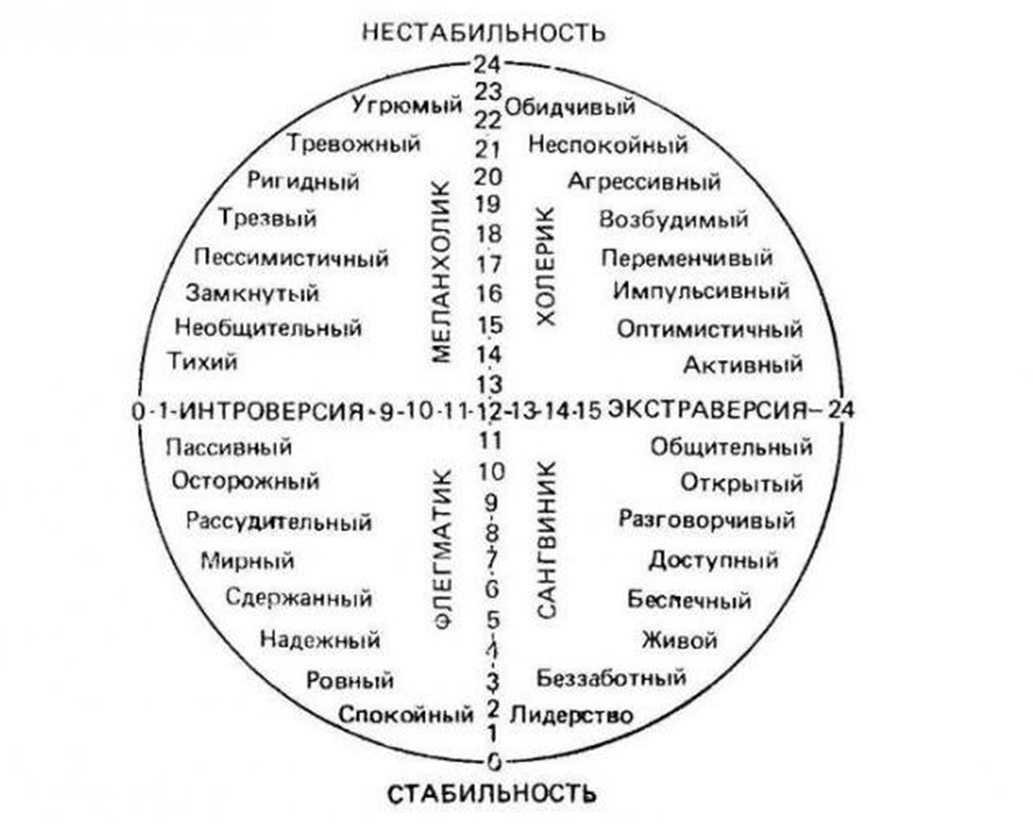 НЕСТАБИЛЬНОСТЬ
24
23
Угрюмый Обидчивый
22
Тревожный 21 Неспокойный
Ригидный 20 Агрессивный
19
Трезвый Возбудимый
18
Пессимистичный 17 Переменчивый
Замкнутый 16 Импульсивный
Необщительный 15 Оптимистичный
14
Тихий Активный
13
МЕЛАНХОЛИК
ХОЛЕРИК
0-1-ИНТРОВЕРСИЯ-9-10-11-12-13-14-15 ЭКСТРАВЕРСИЯ-24
Пассивный 11 Общительный
Осторожный 10 Открытый
9
Рассудительный Разговорчивый
8
Мирный 7 Доступный
6
Сдержанный Беспечный
5
Надежный 4 Живой
Ровный 3 Беззаботный
Спокойный 2 Лидерство
1
0
ФЛЕГМАТИК
САНГВИНИК
СТАБИЛЬНОСТЬ